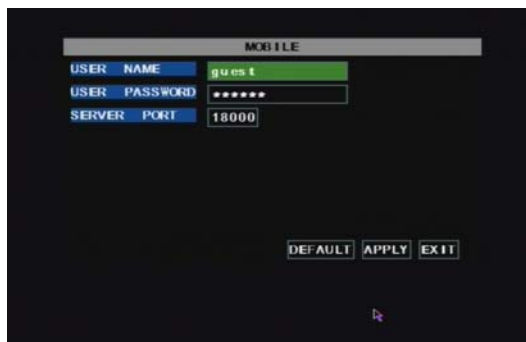 MOBILE
USER NAME guest
USER PASSWORD ******
SERVER PORT 18000
DEFAULT APPLY EXIT